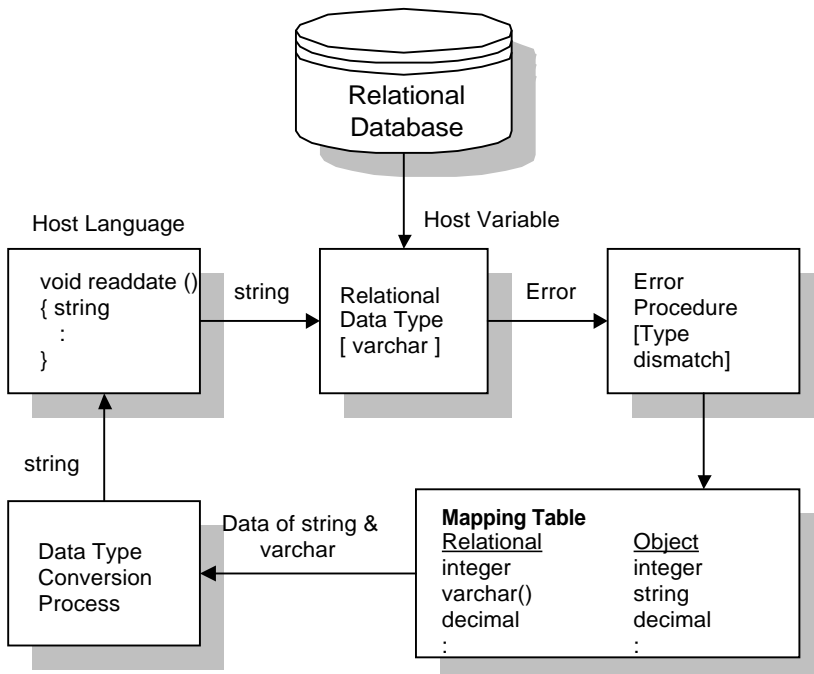 Relational
Database
Host Language
Host Variable
void readdate ()
{ string
:
}
string
Relational
Data Type
[ varchar ]
Error
Error
Procedure
[Type
dismatch]
string
Data Type
Conversion
Process
Data of string &
varchar
Mapping Table
Relational Object
integer integer
varchar() string
decimal decimal
: :